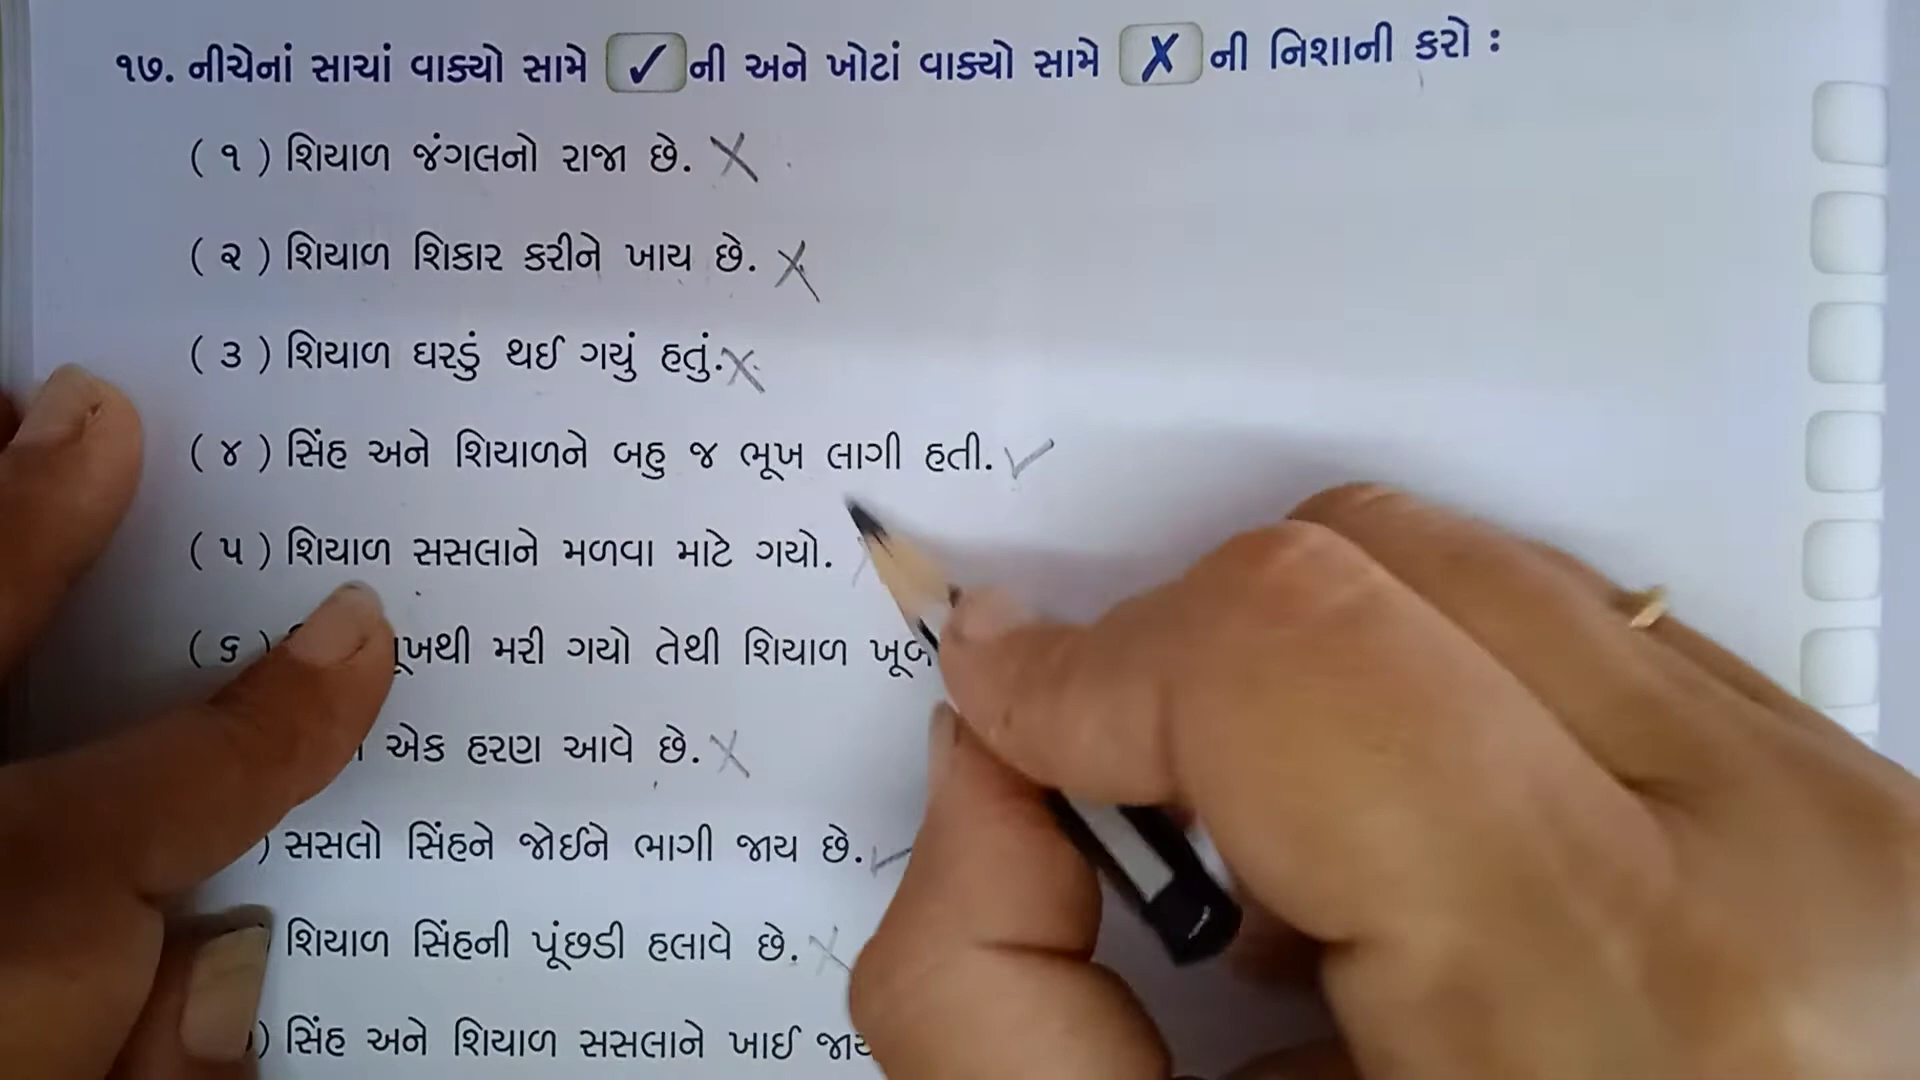 ૧૭. નીચેનાં સાચાં વાક્યો સામે ✓ ની અને ખોટાં વાક્યો સામે ✗ ની નિશાની કરો :
( ૧ ) શિયાળ જંગલનો રાજા છે. ✗
( ૨ ) શિયાળ શિકાર કરીને ખાય છે. ✗
( ૩ ) શિયાળ ઘરડું થઈ ગયું હતું. ✗
( ૪ ) સિંહ અને શિયાળને બહુ જ ભૂખ લાગી હતી. ✓
( ૫ ) શિયાળ સસલાને મળવા માટે ગયો.
( ૬ ) મરી ગયો તેથી શિયાળ
એક હરણ આવે છે. ✗
) સસલો સિંહને જોઈને ભાગી જાય છે. ✓
શિયાળ સિંહની પૂંછડી હલાવે છે. ✗
) સિંહ અને શિયાળ સસલાને ખાઈ